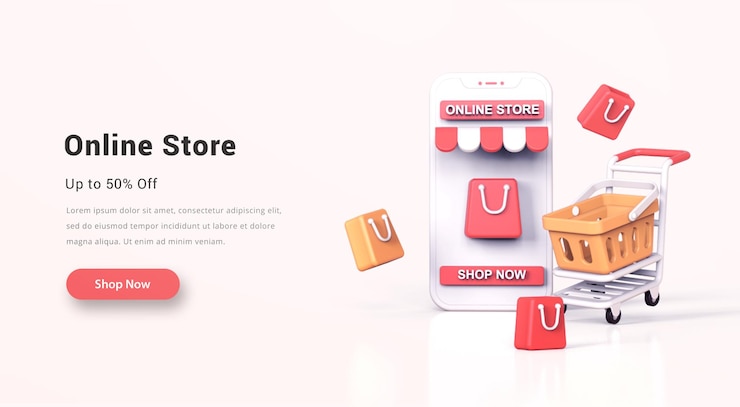 Online Store
Up to 50% Off
Lorem ipsum dolor sit amet, consectetur adipiscing elit,
sed do eiusmod tempor incididunt ut labore et dolore
magna aliqua. Ut enim ad minim veniam.
Shop Now
ONLINE STORE
SHOP NOW